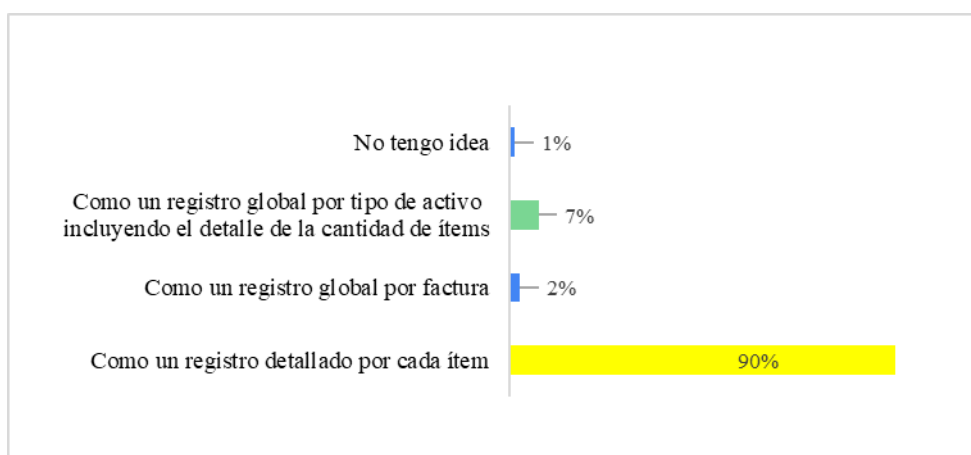 No tengo idea
1%
Como un registro global por tipo de activo
incluyendo el detalle de la cantidad de ítems
7%
Como un registro global por factura
2%
Como un registro detallado por cada ítem
90%